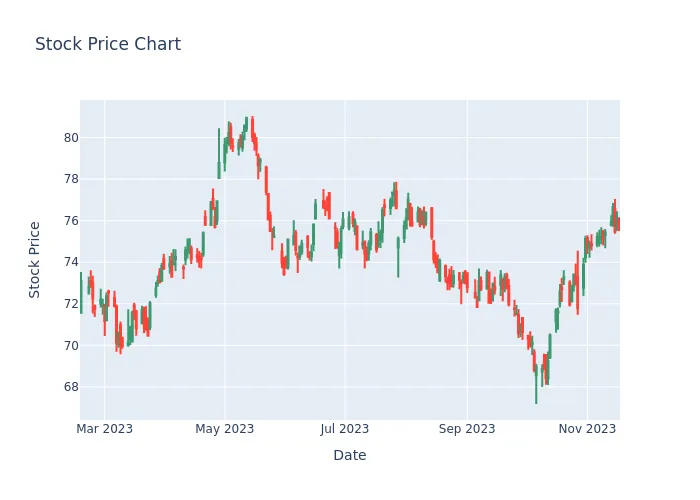 Stock Price Chart
80
78
76
74
72
70
68
Stock Price
Mar 2023
May 2023
Jul 2023
Sep 2023
Nov 2023
Date